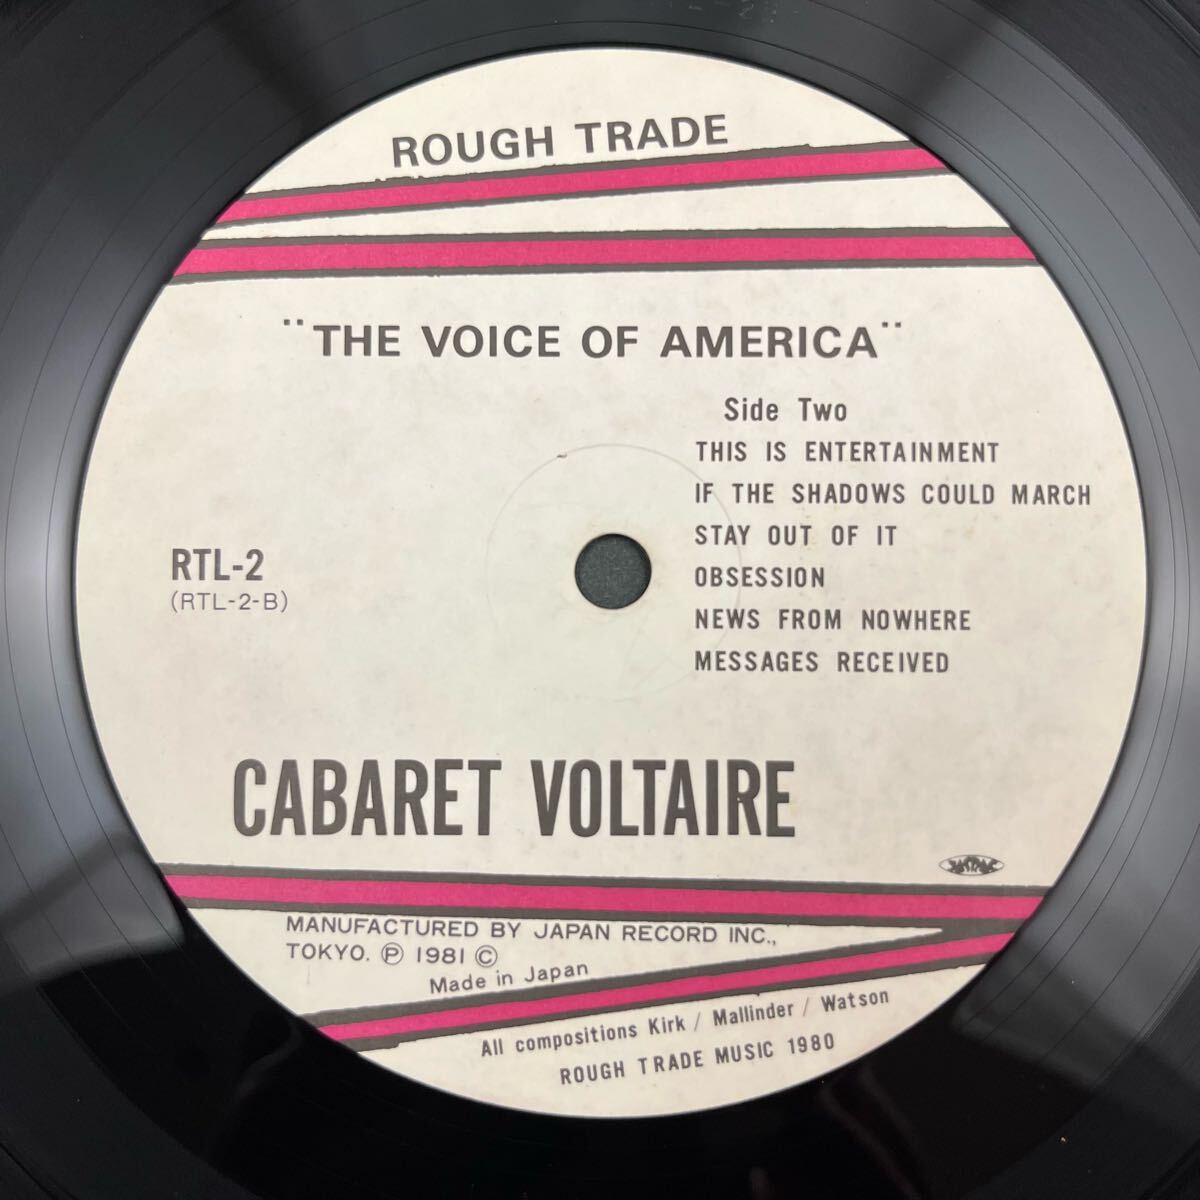 ROUGH TRADE
"THE VOICE OF AMERICA"
Side Two
THIS IS ENTERTAINMENT
IF THE SHADOWS COULD MARCH
STAY OUT OF IT
OBSESSION
NEWS FROM NOWHERE
MESSAGES RECEIVED
RTL-2
(RTL-2-B)
CABARET VOLTAIRE
MANUFACTURED BY JAPAN RECORD INC.,
TOKYO. Ⓟ 1981 ©
Made in Japan
All compositions Kirk / Mallinder / Watson
ROUGH TRADE MUSIC 1980